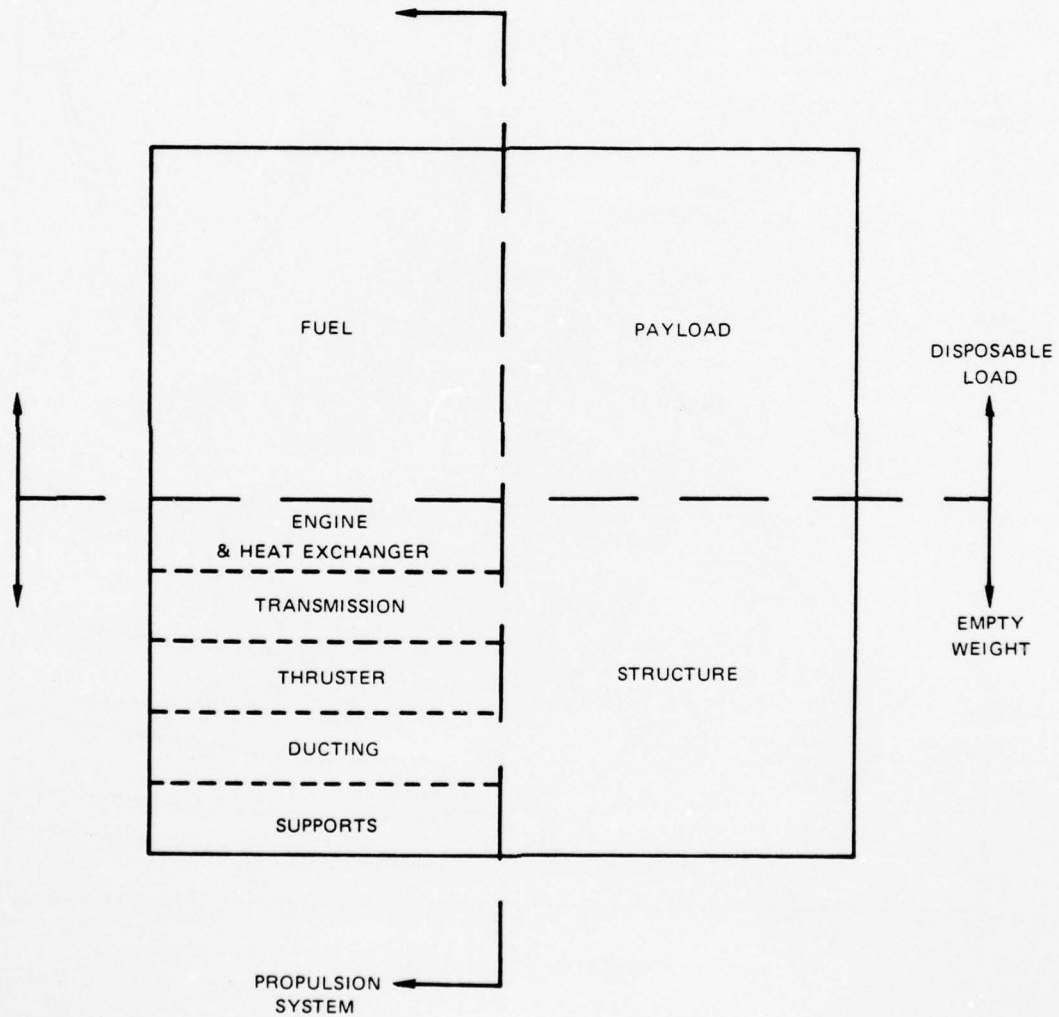 FUEL
PAYLOAD
DISPOSABLE
LOAD
ENGINE
& HEAT EXCHANGER
TRANSMISSION
THRUSTER
DUCTING
SUPPORTS
STRUCTURE
EMPTY
WEIGHT
PROPULSION
SYSTEM